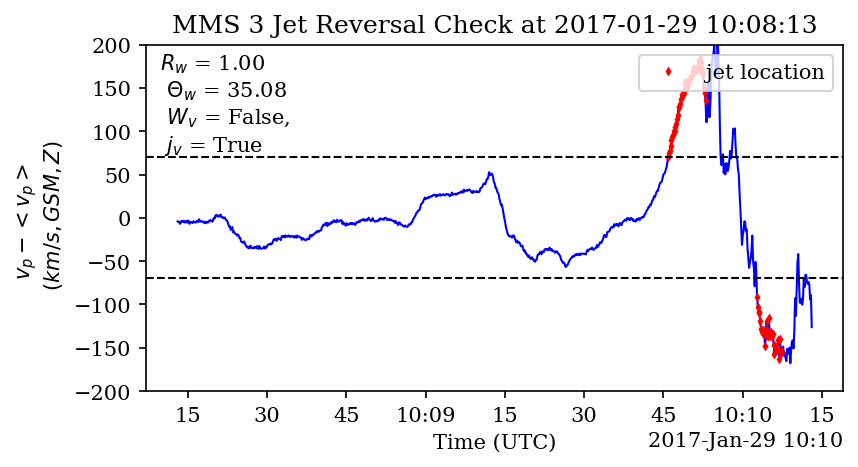 MMS 3 Jet Reversal Check at 2017-01-29 10:08:13
R_w = 1.00
Θ_w = 35.08
W_v = False,
j_v = True
jet location
v_p − < v_p >
(km/s, GSM, Z)
200
150
100
50
0
−50
−100
−150
−200
15 30 45 10:09 15 30 45 10:10 15
Time (UTC)
2017-Jan-29 10:10